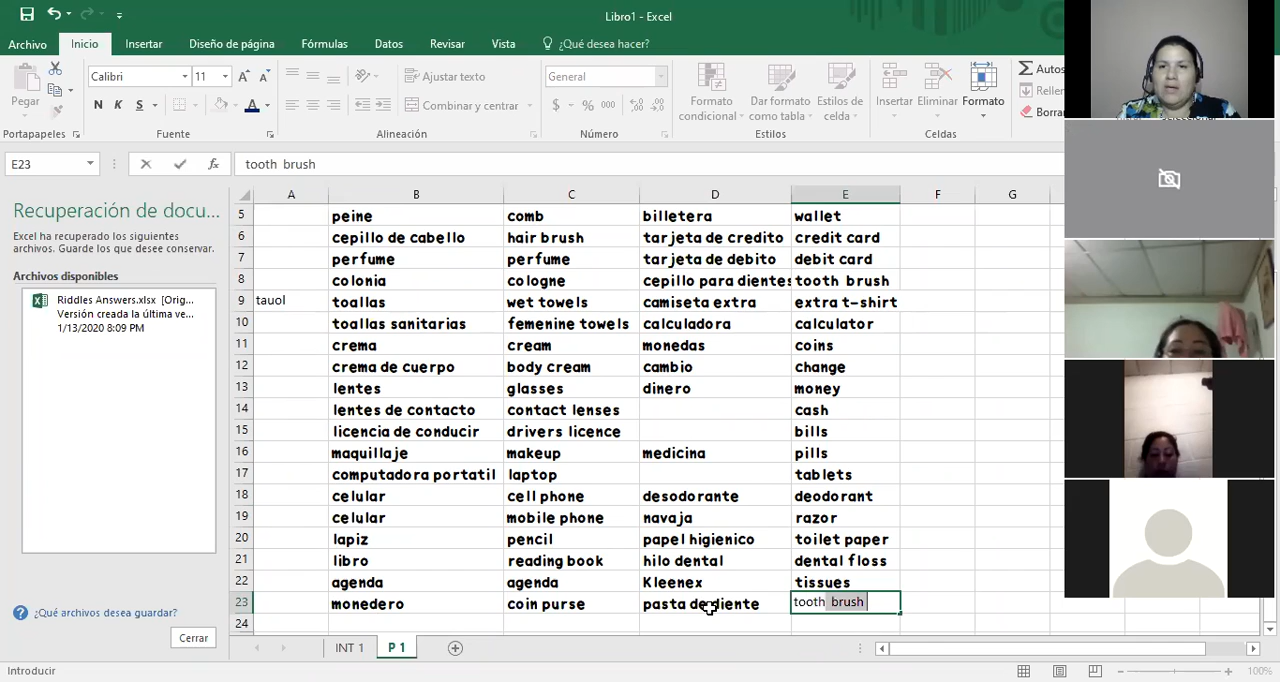 Libro1 - Excel
Archivo Inicio Insertar Diseño de página Fórmulas Datos Revisar Vista ¿Qué desea hacer?
Calibri 11 Ajustar texto General Autos
Pegar N K S Combinar y centrar $ % 000 Formato condicional Dar formato como tabla Estilos de celda Insertar Eliminar Formato Rellen
Borrar
Portapapeles Fuente Alineación Número Estilos Celdas
E23 fx tooth brush
A B C D E F G
Recuperación de docu...
Excel ha recuperado los siguientes
archivos. Guarde los que desee conservar.
Archivos disponibles
Riddles Answers.xlsx [Orig...
Versión creada la última ve...
1/13/2020 8:09 PM
¿Qué archivos desea guardar?
Cerrar
5 peine comb billetera wallet
6 cepillo de cabello hair brush tarjeta de credito credit card
7 perfume perfume tarjeta de debito debit card
8 colonia cologne cepillo para dientes tooth brush
9 tauol toallas wet towels camiseta extra extra t-shirt
10 toallas sanitarias femenine towels calculadora calculator
11 crema cream monedas coins
12 crema de cuerpo body cream cambio change
13 lentes glasses dinero money
14 lentes de contacto contact lenses cash
15 licencia de conducir drivers licence bills
16 maquillaje makeup medicina pills
17 computadora portatil laptop tablets
18 celular cell phone desodorante deodorant
19 celular mobile phone navaja razor
20 lapiz pencil papel higienico toilet paper
21 libro reading book hilo dental dental floss
22 agenda agenda Kleenex tissues
23 monedero coin purse pasta de diente tooth brush
24
INT 1 P 1
Introducir 100%